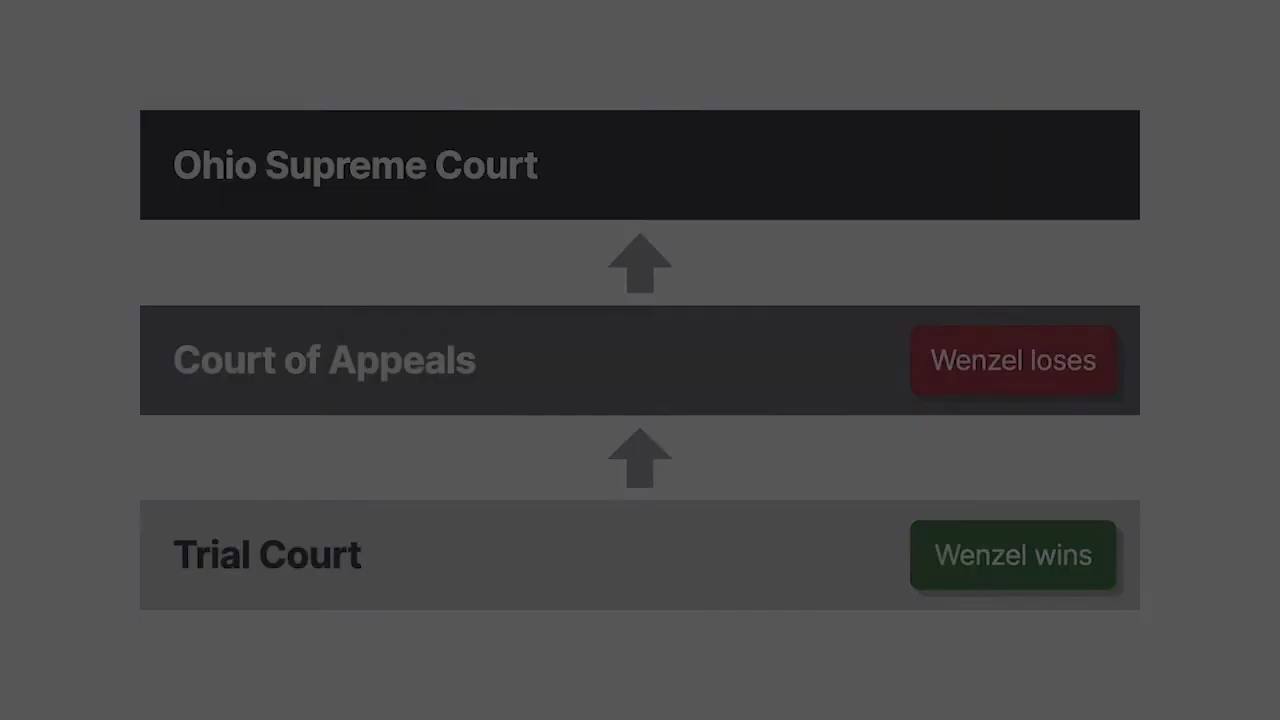 Ohio Supreme Court
Court of Appeals
Wenzel loses
Trial Court
Wenzel wins